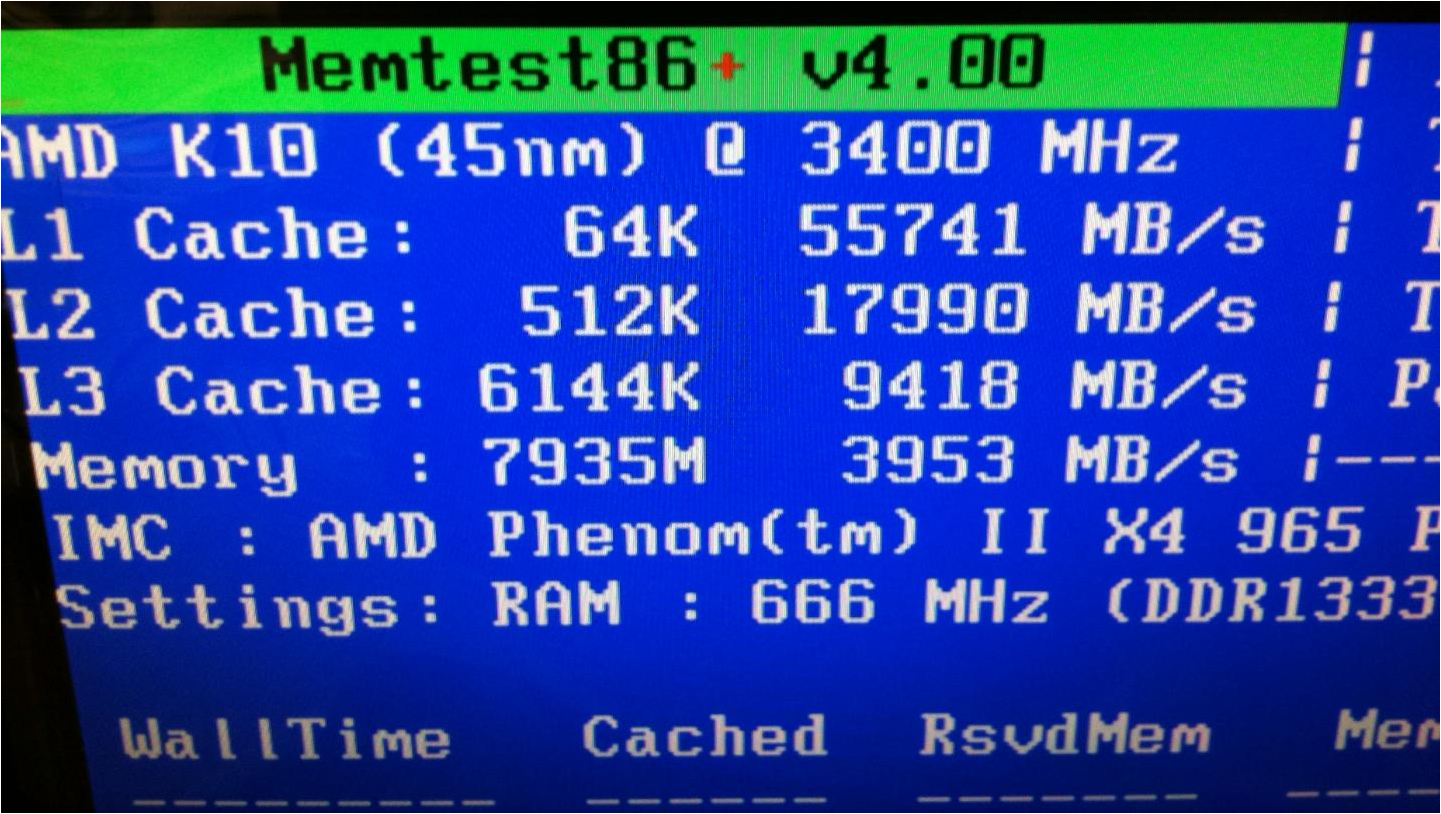 Memtest86+ v4.00 ¦
AMD K10 (45nm) @ 3400 MHz ¦
L1 Cache: 64K 55741 MB/s ¦
L2 Cache: 512K 17990 MB/s ¦ T
L3 Cache: 6144K 9418 MB/s ¦
Memory : 7935M 3953 MB/s ¦---
IMC : AMD Phenom(tm) II X4 965 P
Settings: RAM : 666 MHz (DDR1333
WallTime Cached RsvdMem Mem
---------- ------ ------- ----